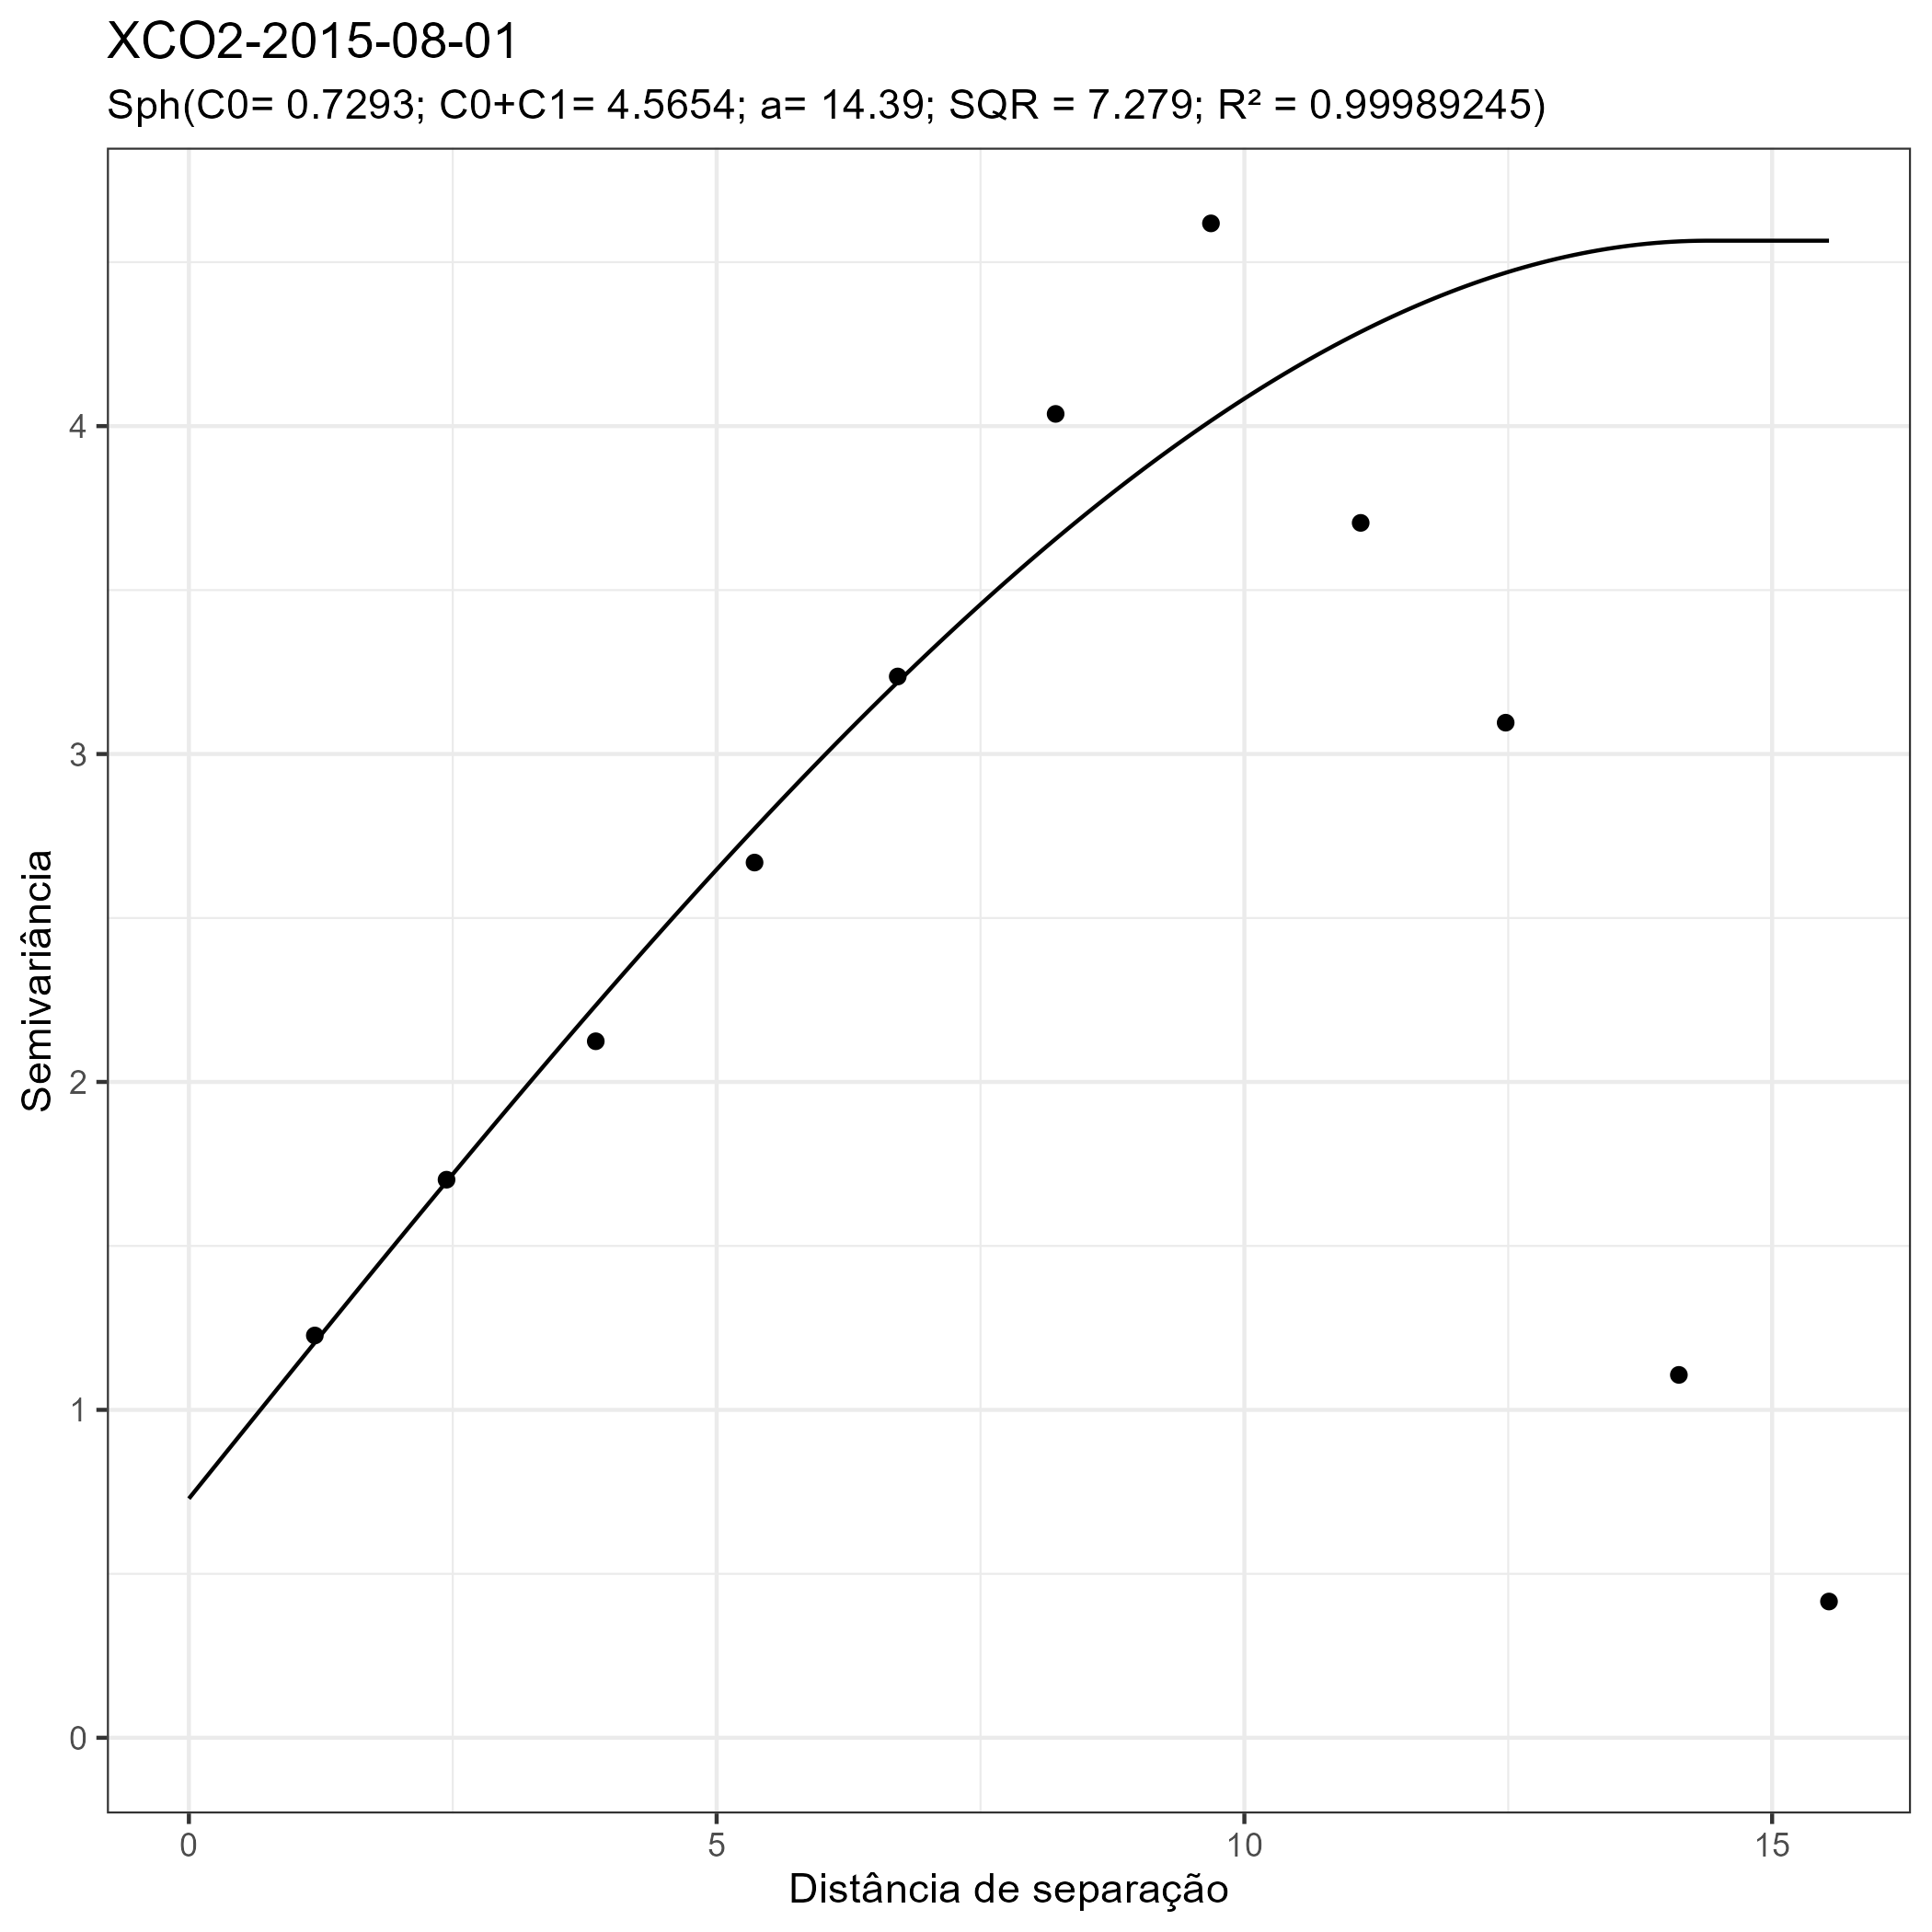 XCO2-2015-08-01
Sph(C0= 0.7293; C0+C1= 4.5654; a= 14.39; SQR = 7.279; R² = 0.99989245)
4
3
2
1
0
Semivariância
0 5 10 15
Distância de separação